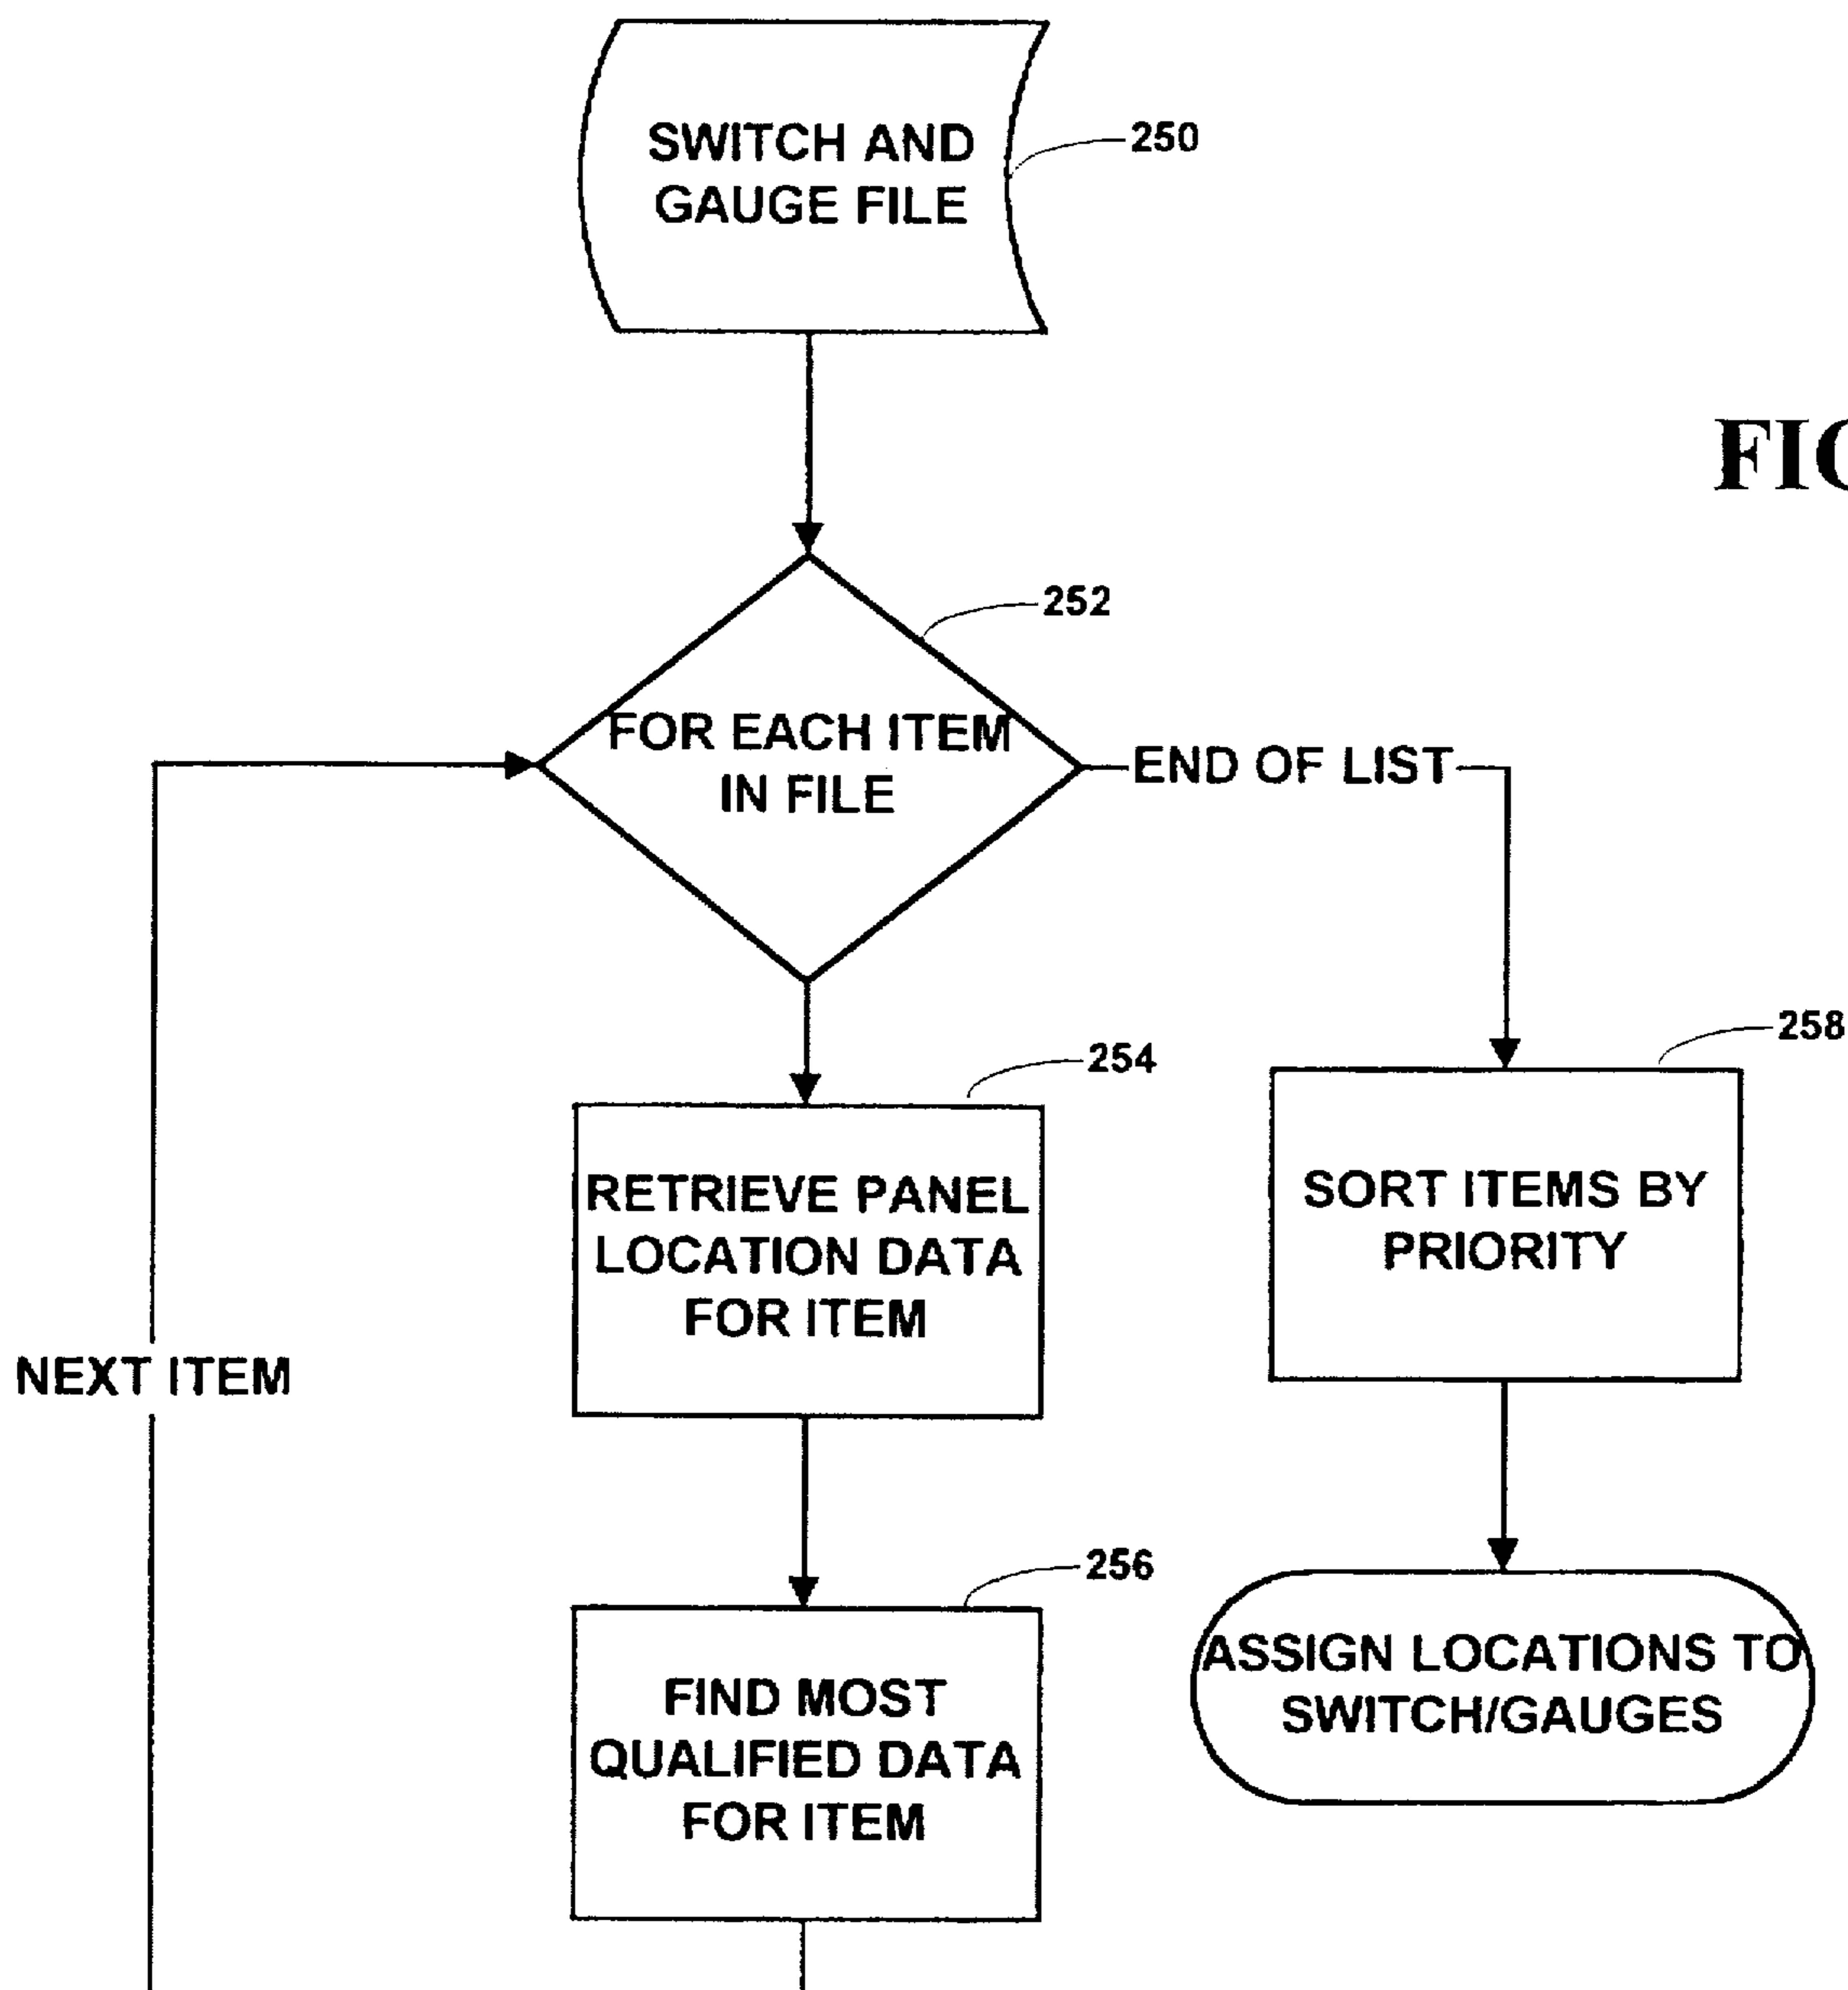 SWITCH AND
GAUGE FILE
250
FIG
252
FOR EACH ITEM
IN FILE
END OF LIST
254
258
RETRIEVE PANEL
LOCATION DATA
FOR ITEM
SORT ITEMS BY
PRIORITY
NEXT ITEM
256
FIND MOST
QUALIFIED DATA
FOR ITEM
ASSIGN LOCATIONS TO
SWITCH/GAUGES